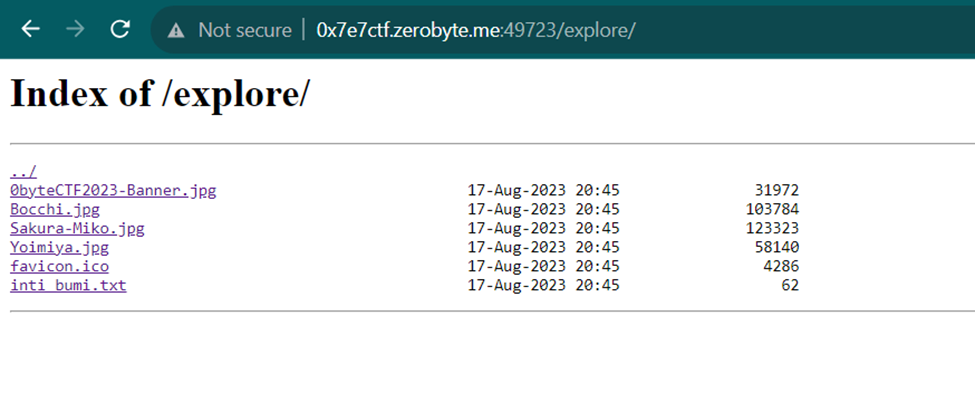 Not secure | 0x7e7ctf.zerobyte.me:49723/explore/
Index of /explore/
../
0byteCTF2023-Banner.jpg 17-Aug-2023 20:45 31972
Bocchi.jpg 17-Aug-2023 20:45 103784
Sakura-Miko.jpg 17-Aug-2023 20:45 123323
Yoimiya.jpg 17-Aug-2023 20:45 58140
favicon.ico 17-Aug-2023 20:45 4286
inti bumi.txt 17-Aug-2023 20:45 62